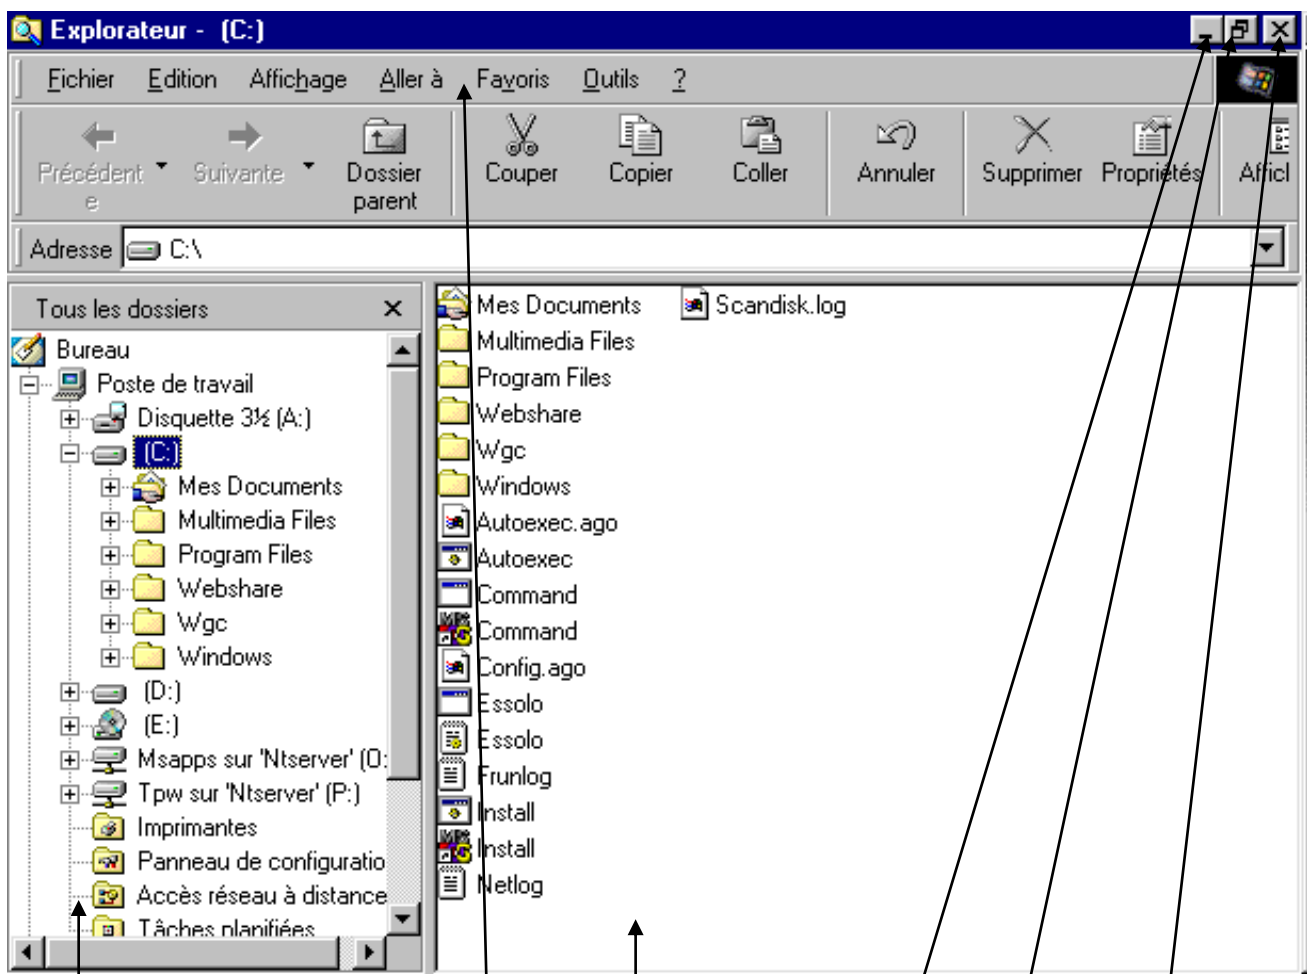 Explorateur - (C:)
Fichier Edition Affichage Aller à Favoris Outils ?
Précédent
e
Suivante
Dossier
parent
Couper
Copier
Coller
Annuler
Supprimer
Propriétés
Affic
Adresse C:\
Tous les dossiers
Bureau
Poste de travail
Disquette 3½ (A:)
(C:)
Mes Documents
Multimedia Files
Program Files
Webshare
Wgc
Windows
(D:)
(E:)
Msapps sur 'Ntserver' (O:
Tpw sur 'Ntserver' (P:)
Imprimantes
Panneau de configuratio
Accès réseau à distance
Tâches planifiées
Mes Documents
Multimedia Files
Program Files
Webshare
Wgc
Windows
Autoexec.ago
Autoexec
Command
Command
Config.ago
Essolo
Essolo
Frunlog
Install
Install
Netlog
Scandisk.log